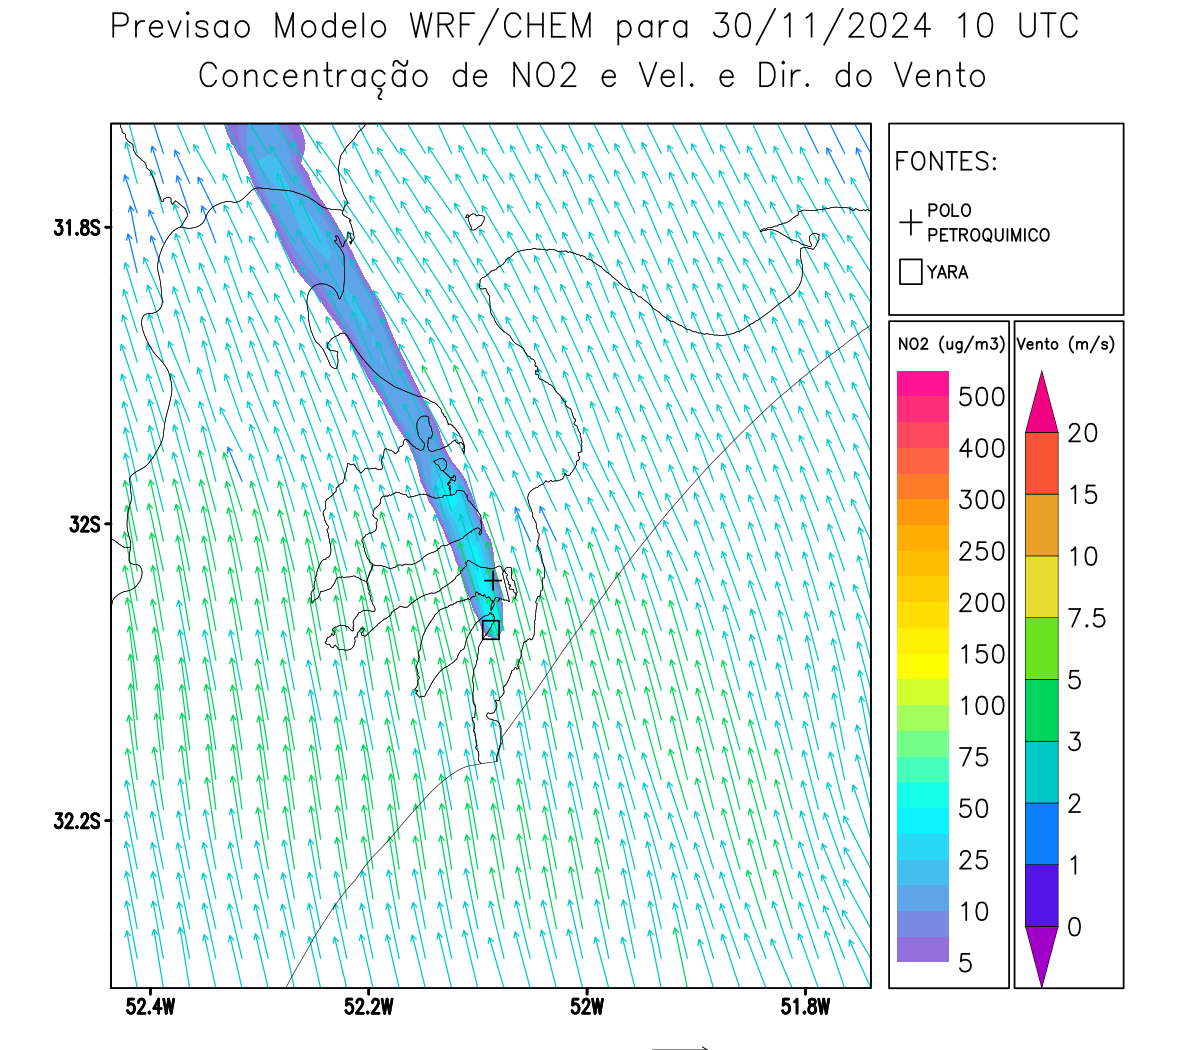 Previsao Modelo WRF/CHEM para 30/11/2024 10 UTC
Concentração de NO2 e Vel. e Dir. do Vento
FONTES:
POLO
PETROQUIMICO
YARA
NO2 (ug/m3)
500
400
300
250
200
150
100
75
50
25
10
5
Vento (m/s)
20
15
10
7.5
5
3
2
1
0
31.8S
32S
32.2S
52.4W
52.2W
52W
51.8W